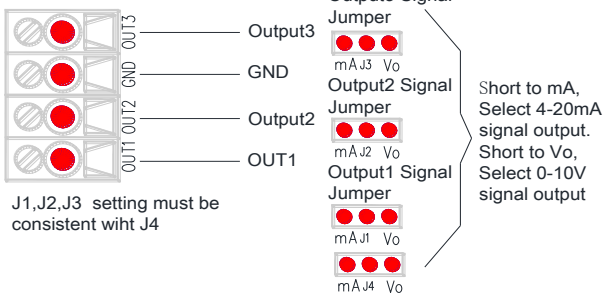 OUT3
GND
OUT2
OUT1
Output3
GND
Output2
OUT1
J1,J2,J3 setting must be
consistent wiht J4
Signal
Jumper
mA J3 Vo
Output2 Signal
Jumper
mA J2 Vo
Output1 Signal
Jumper
mA J1 Vo
mA J4 Vo
Short to mA,
Select 4-20mA
signal output.
Short to Vo,
Select 0-10V
signal output